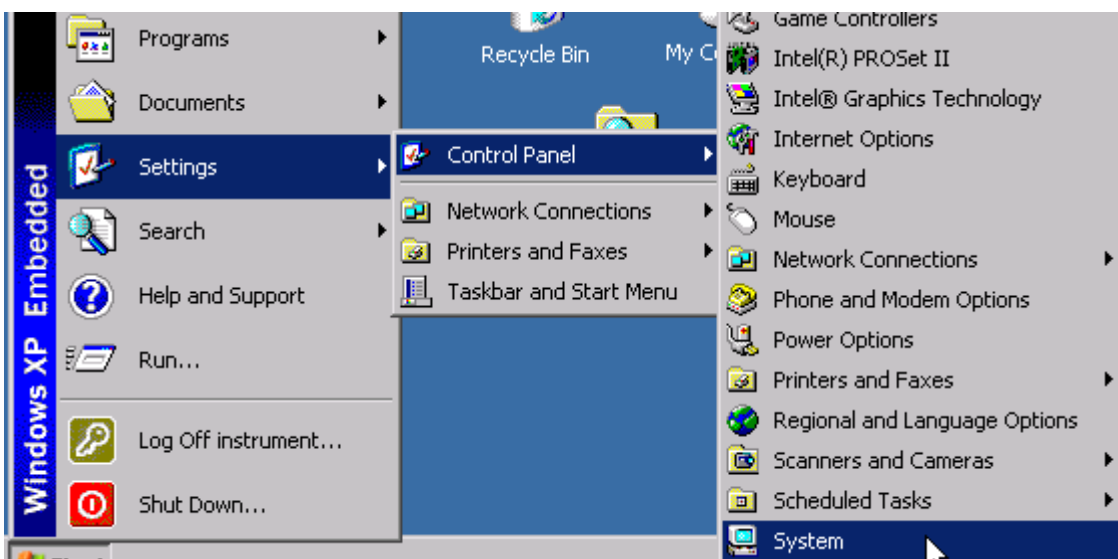 Windows XP Embedded
Programs
Documents
Settings
Search
Help and Support
Run...
Log Off instrument...
Shut Down...
Recycle Bin
Control Panel
Network Connections
Printers and Faxes
Taskbar and Start Menu
Game Controllers
Intel(R) PROSet II
Intel® Graphics Technology
Internet Options
Keyboard
Mouse
Network Connections
Phone and Modem Options
Power Options
Printers and Faxes
Regional and Language Options
Scanners and Cameras
Scheduled Tasks
System